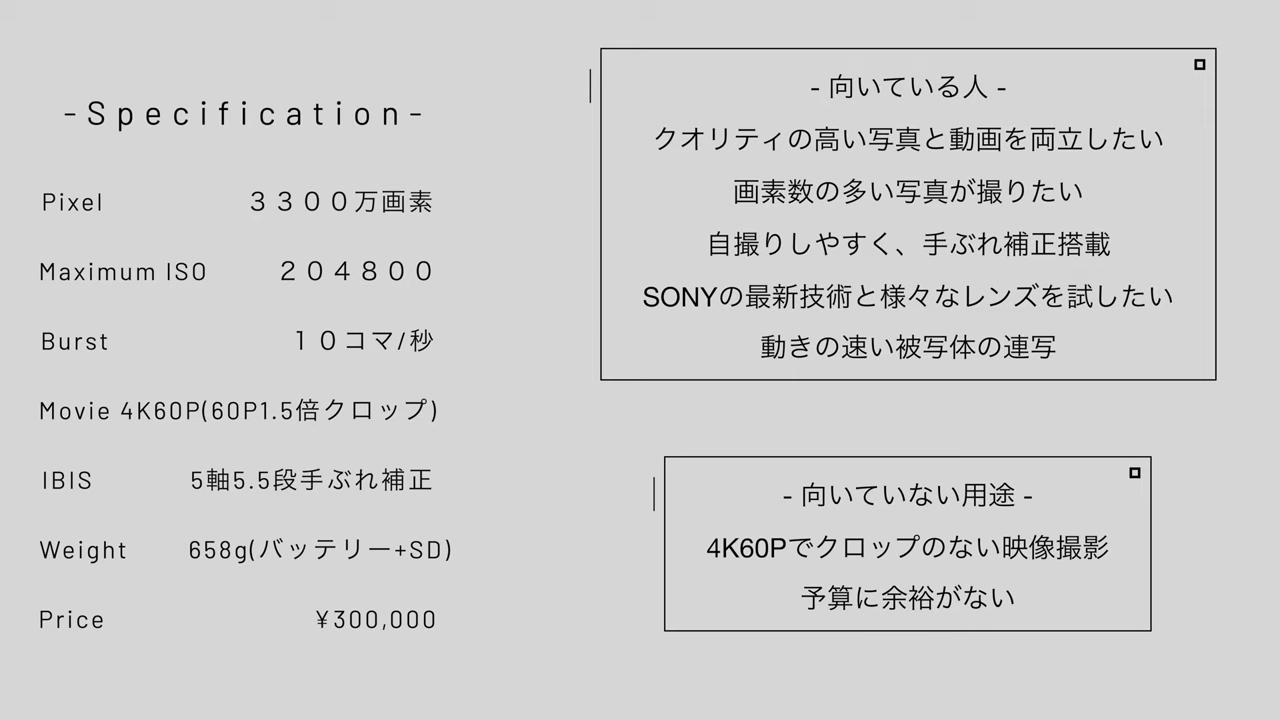 -Specification-
Pixel ３３００万画素
Maximum ISO ２０４８００
Burst １０コマ/秒
Movie 4K60P(60P1.5倍クロップ)
IBIS 5軸5.5段手ぶれ補正
Weight 658g(バッテリー+SD)
Price ¥300,000
- 向いている人 -
クオリティの高い写真と動画を両立したい
画素数の多い写真が撮りたい
自撮りしやすく、手ぶれ補正搭載
SONYの最新技術と様々なレンズを試したい
動きの速い被写体の連写
- 向いていない用途 -
4K60Pでクロップのない映像撮影
予算に余裕がない